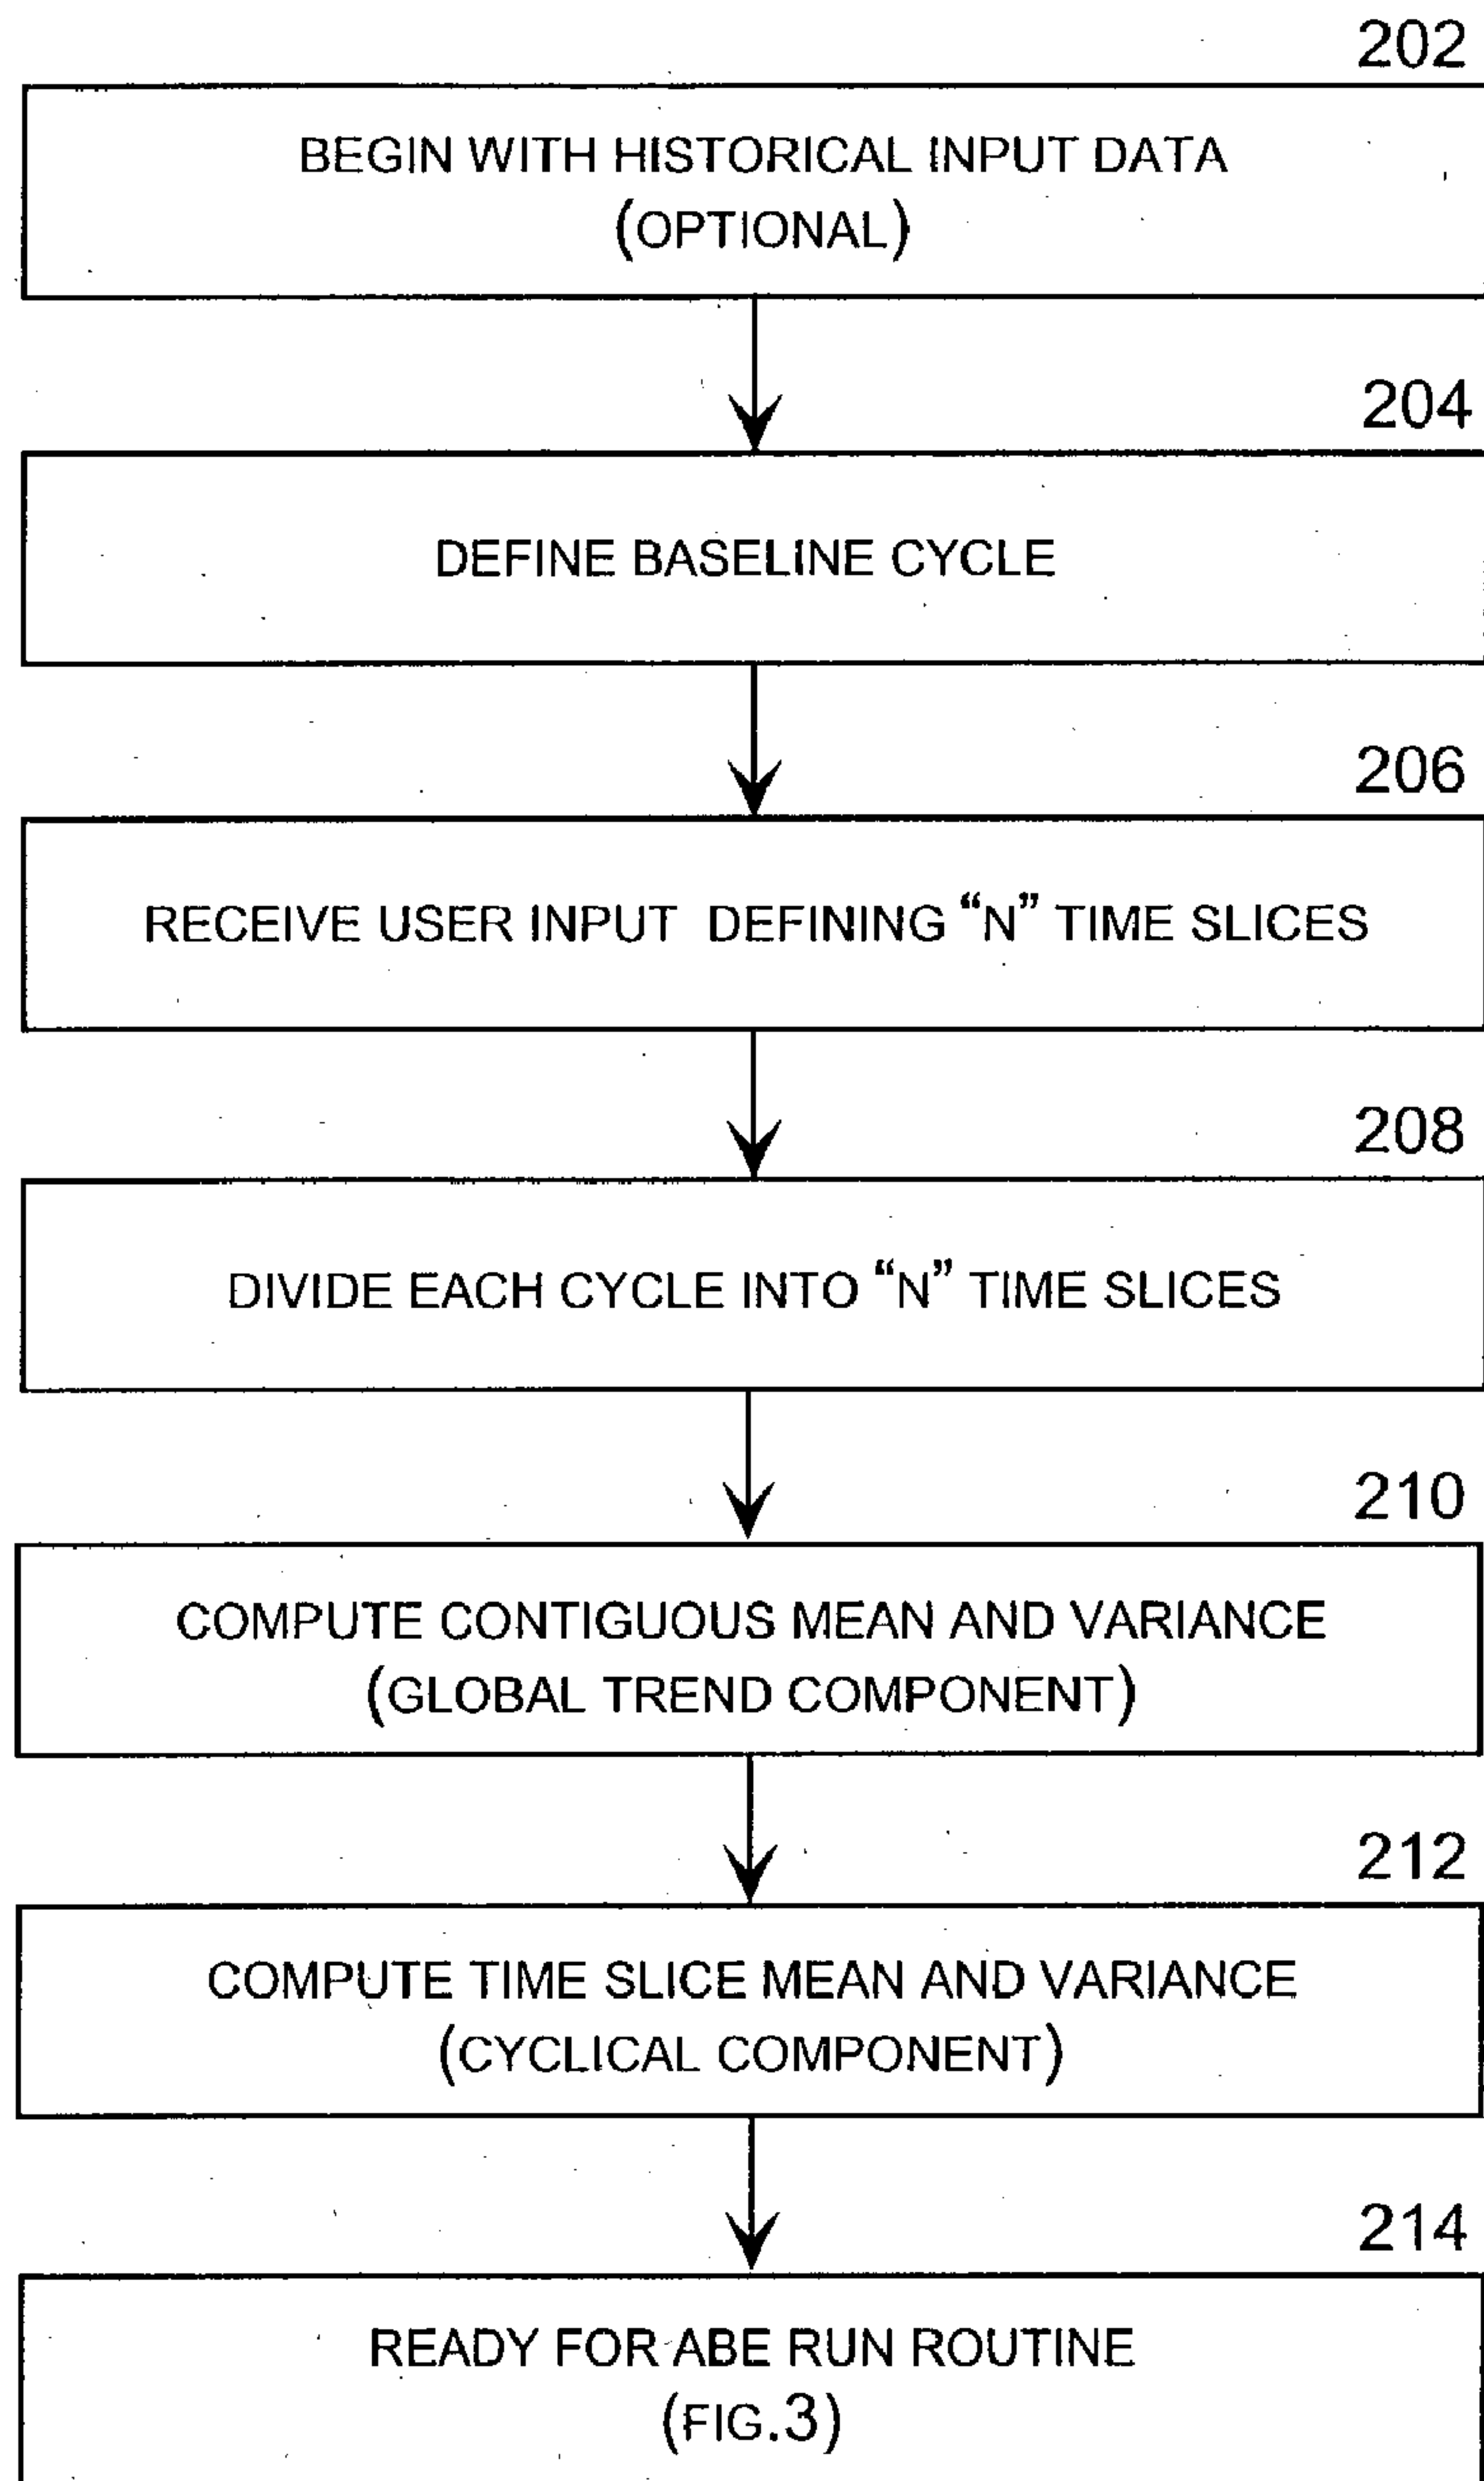 202
BEGIN WITH HISTORICAL INPUT DATA
(OPTIONAL)
204
DEFINE BASELINE CYCLE
206
RECEIVE USER INPUT DEFINING “N” TIME SLICES
208
DIVIDE EACH CYCLE INTO “N” TIME SLICES
210
COMPUTE CONTIGUOUS MEAN AND VARIANCE
(GLOBAL TREND COMPONENT)
212
COMPUTE TIME SLICE MEAN AND VARIANCE
(CYCLICAL COMPONENT)
214
READY FOR ABE RUN ROUTINE
(FIG.3)